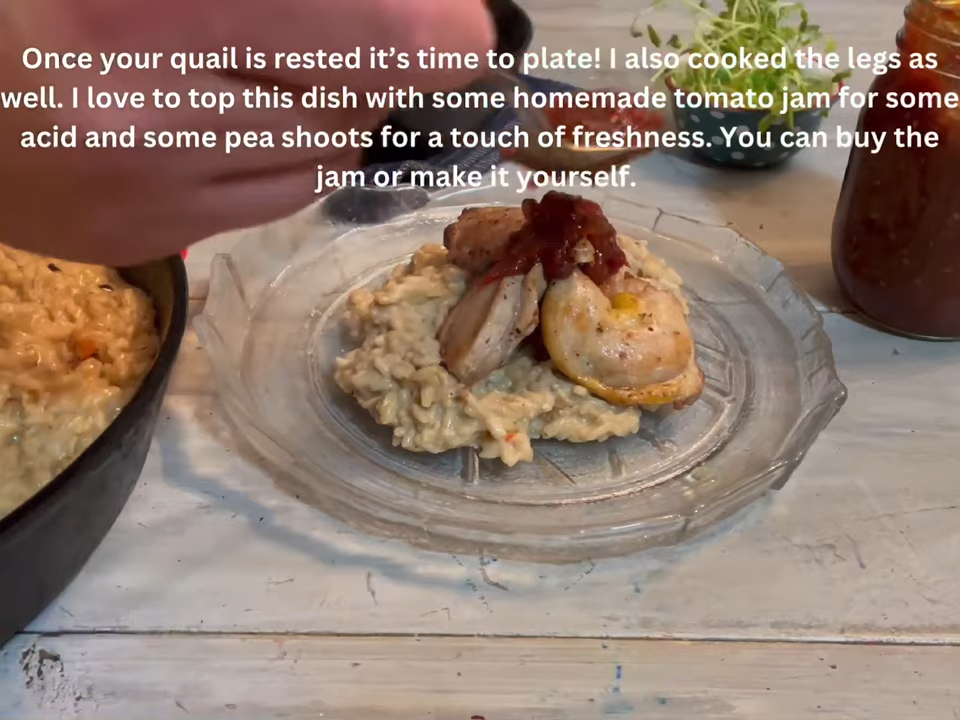 Once your quail is rested it’s time to plate! I also cooked the legs as
well. I love to top this dish with some homemade tomato jam for some
acid and some pea shoots for a touch of freshness. You can buy the
jam or make it yourself.